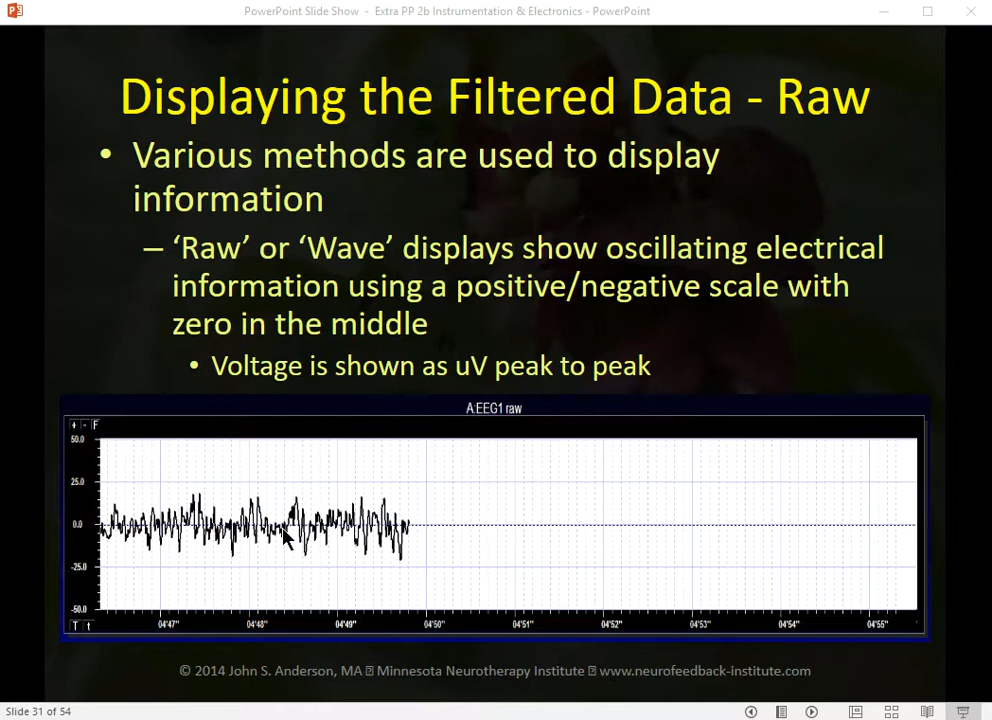 PowerPoint Slide Show - Extra PP 2b Instrumentation & Electronics - PowerPoint
Displaying the Filtered Data - Raw
• Various methods are used to display
information
– ‘Raw’ or ‘Wave’ displays show oscillating electrical
information using a positive/negative scale with
zero in the middle
• Voltage is shown as uV peak to peak
A:EEG1 raw
+ - F
50.0
25.0
0.0
-25.0
-50.0
T t 04'47" 04'48" 04'49" 04'50" 04'51" 04'52" 04'53" 04'54" 04'55"
© 2014 John S. Anderson, MA Minnesota Neurotherapy Institute www.neurofeedback-institute.com
Slide 31 of 54